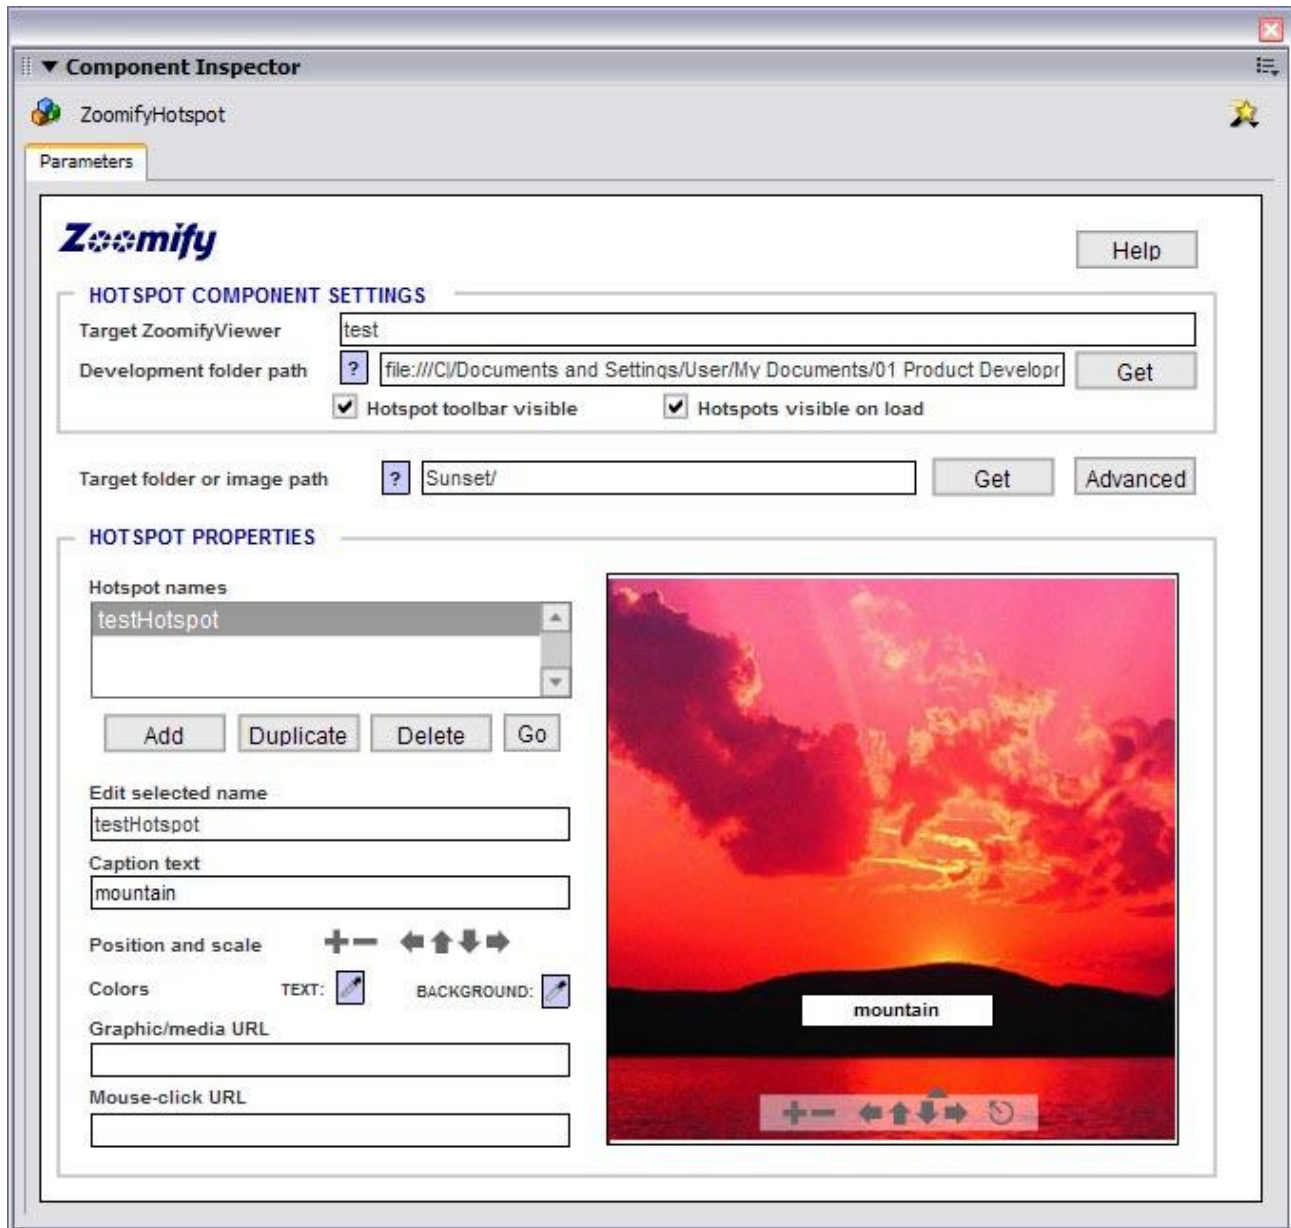 Component Inspector
ZoomifyHotspot
Parameters
Zoomify
Help
HOTSPOT COMPONENT SETTINGS
Target ZoomifyViewer
test
Development folder path
?
file:///C|/Documents and Settings/User/My Documents/01 Product Developr
Get
Hotspot toolbar visible
Hotspots visible on load
Target folder or image path
?
Sunset/
Get
Advanced
HOTSPOT PROPERTIES
Hotspot names
testHotspot
Add
Duplicate
Delete
Go
Edit selected name
testHotspot
Caption text
mountain
Position and scale
Colors
TEXT:
BACKGROUND:
Graphic/media URL
Mouse-click URL
mountain